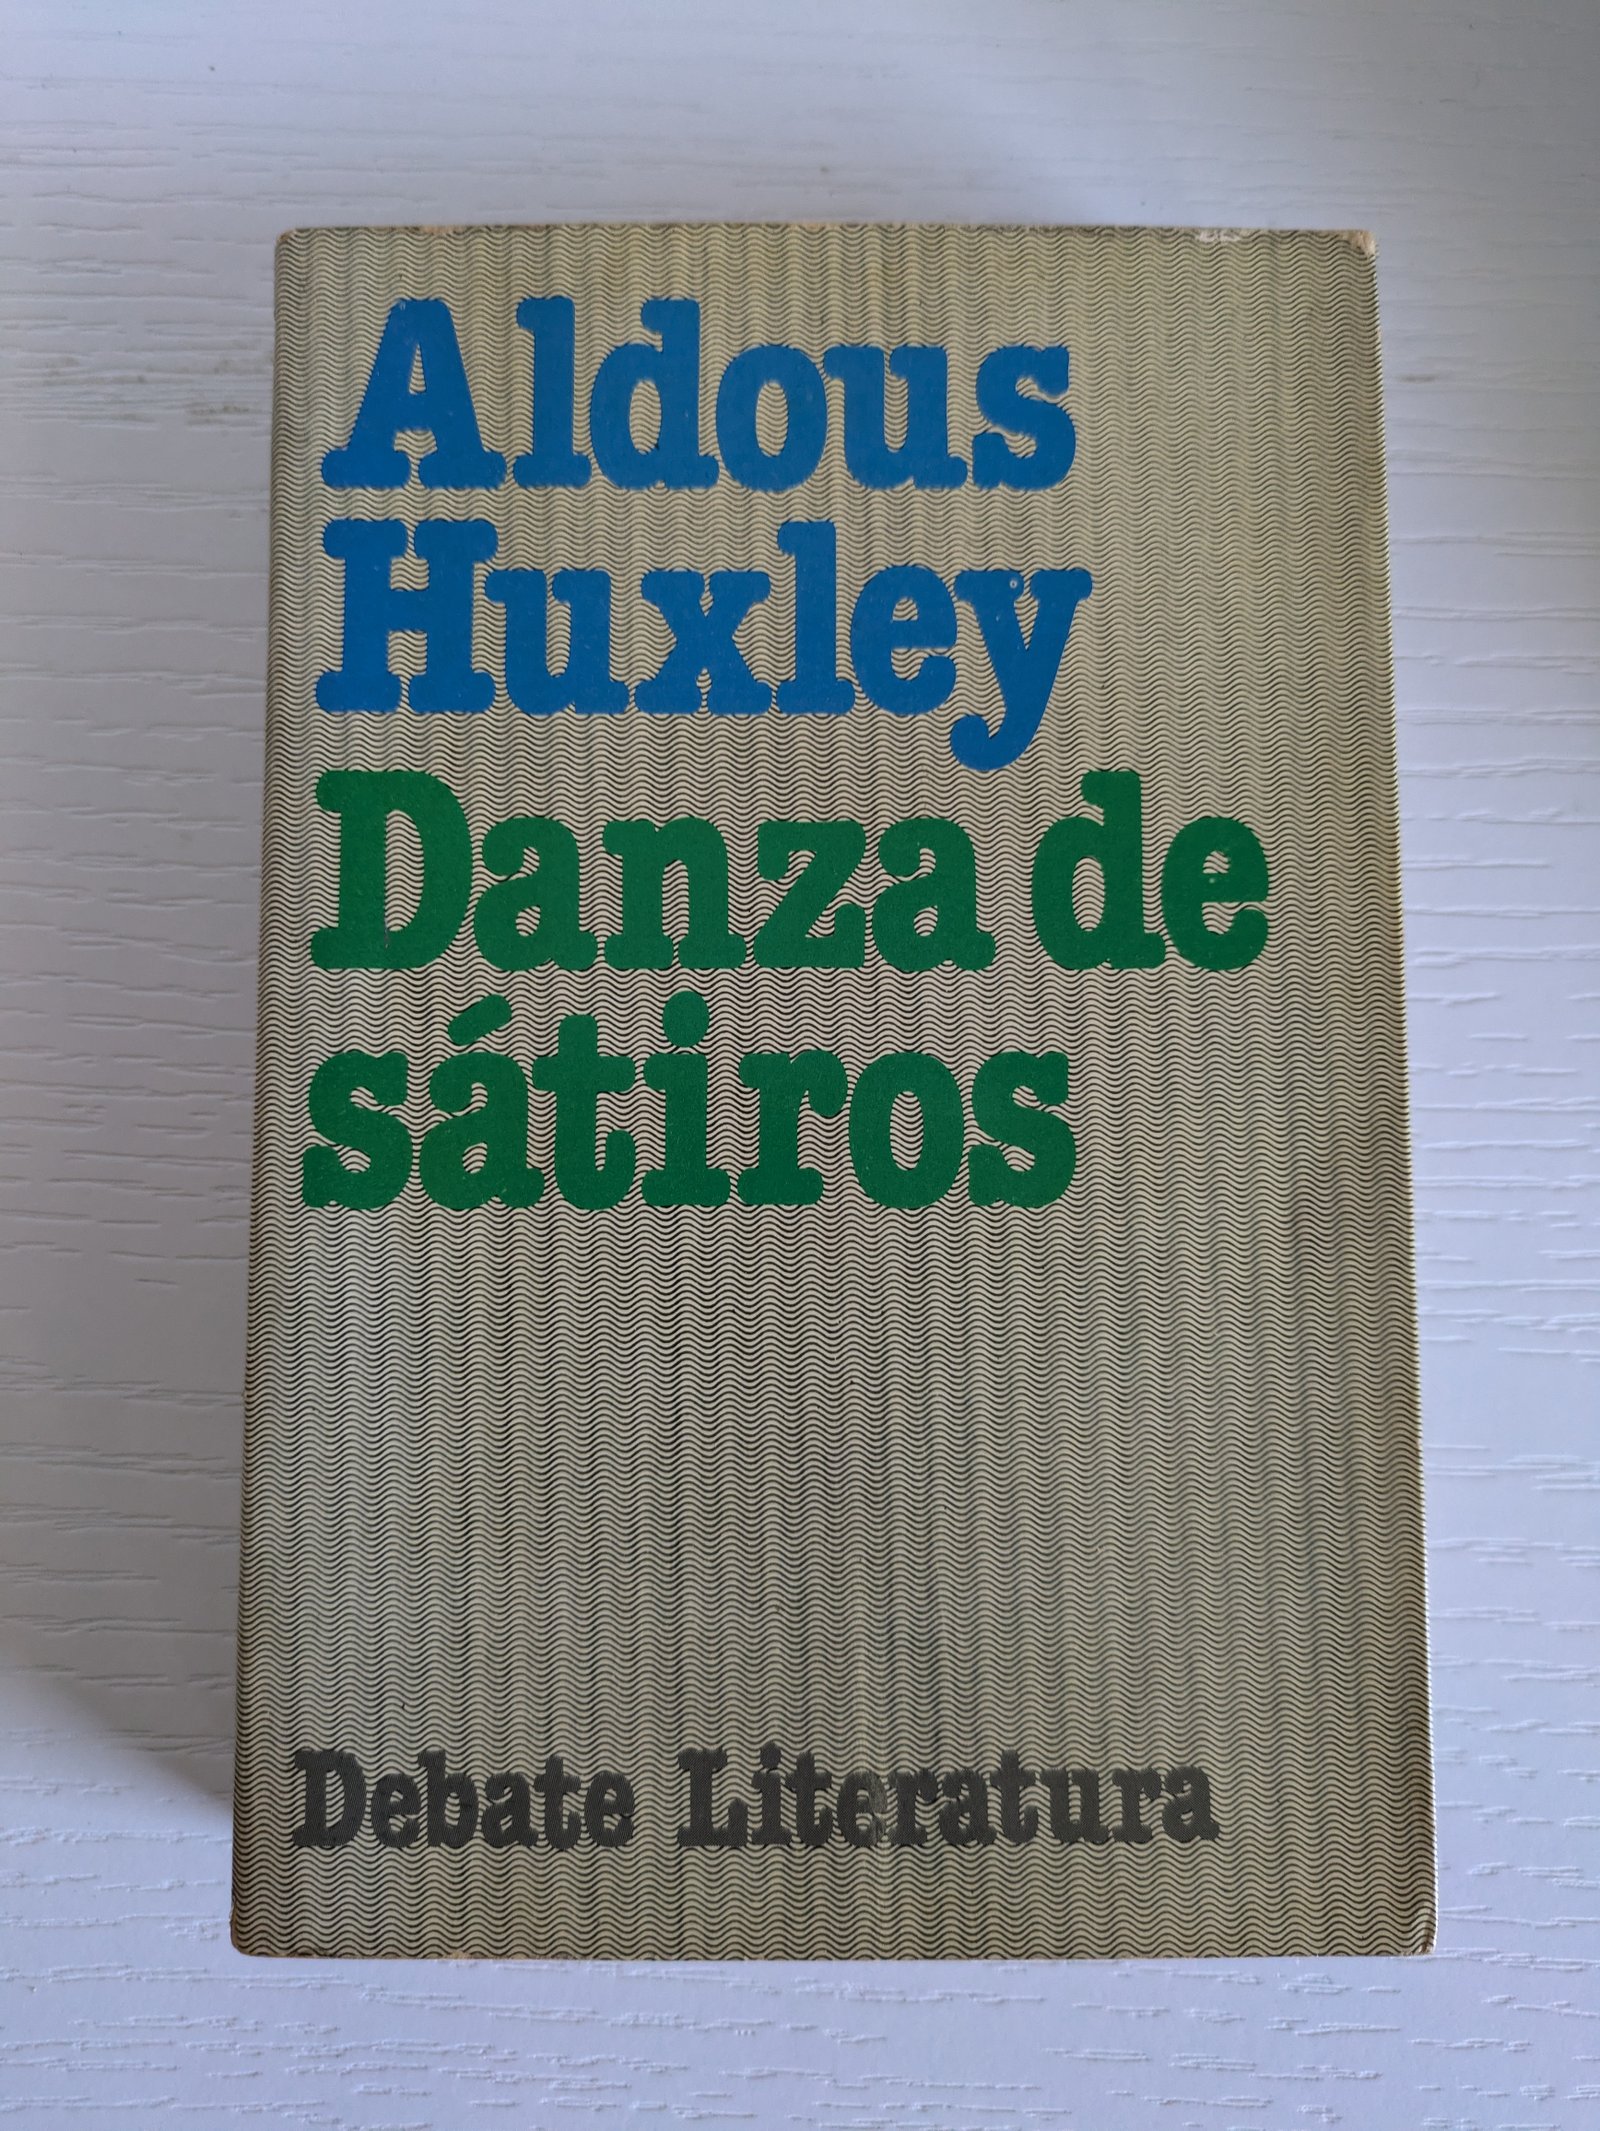 Aldous
Huxley
Danza de
sátiros
Debate Literatura